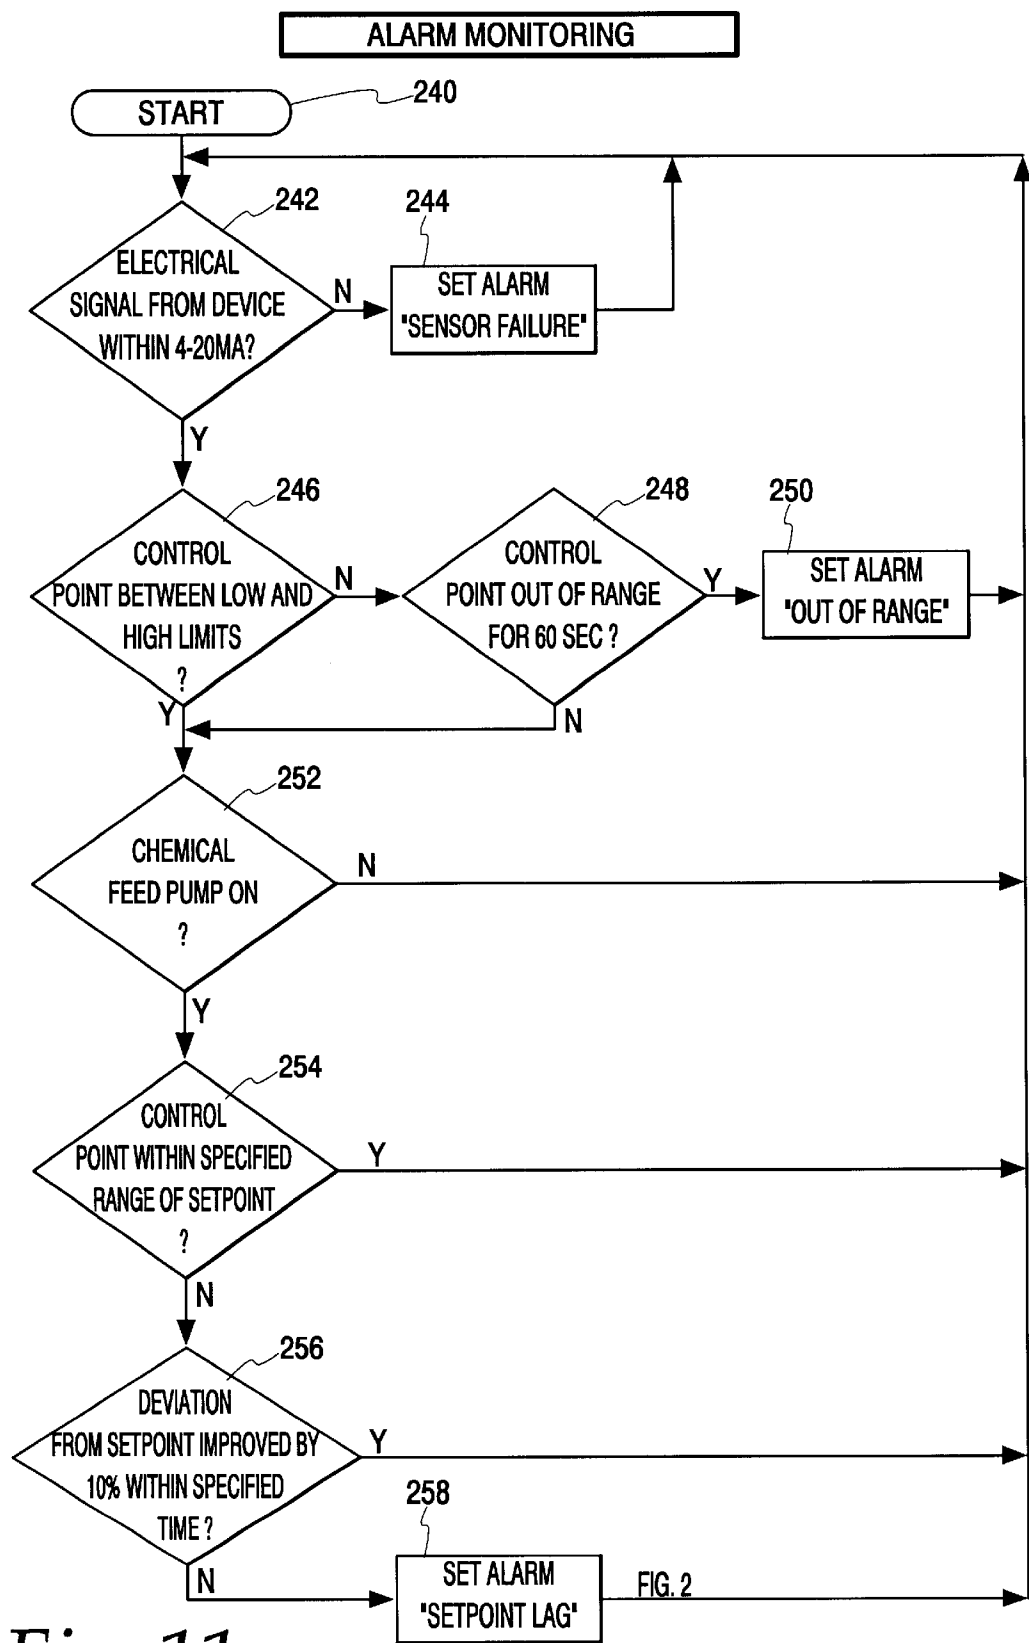 ALARM MONITORING
START
240
242
ELECTRICAL
SIGNAL FROM DEVICE
WITHIN 4-20MA?
N
244
SET ALARM
"SENSOR FAILURE"
Y
246
CONTROL
POINT BETWEEN LOW AND
HIGH LIMITS
?
N
248
CONTROL
POINT OUT OF RANGE
FOR 60 SEC ?
Y
250
SET ALARM
"OUT OF RANGE"
Y
N
252
CHEMICAL
FEED PUMP ON
?
N
Y
254
CONTROL
POINT WITHIN SPECIFIED
RANGE OF SETPOINT
?
Y
N
256
DEVIATION
FROM SETPOINT IMPROVED BY
10% WITHIN SPECIFIED
TIME ?
Y
N
258
SET ALARM
"SETPOINT LAG"
FIG. 2
Fig. 11